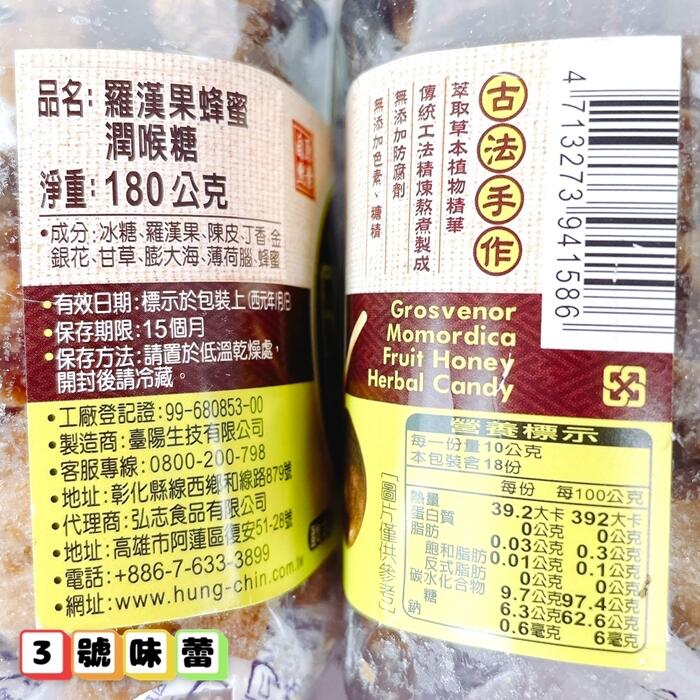 品名: 羅漢果蜂蜜
潤喉糖
淨重: 180公克
•成分:冰糖、羅漢果、陳皮、丁香、金
銀花、甘草、膨大海、薄荷腦、蜂蜜
•有效日期:標示於包裝上(西元年/月/日
•保存期限:15個月
•保存方法:請置於低溫乾燥處,
開封後請冷藏。
•工廠登記證:99-680853-00
•製造商:臺陽生技有限公司
•客服專線:0800-200-798
•地址:彰化縣線西鄉和線路879號
•代理商:弘志食品有限公司
•地址:高雄市阿蓮區復安51-28號
•電話:+886-7-633-3899
•網址:www.hung-chin.com.tw
古法手作
萃取草本植物精華
傳統工法精煉熬煮製成
無添加防腐劑
無添加色素、糖精
4 713273 941586
Grosvenor
Momordica
Fruit Honey
Herbal Candy
營養標示
每一份量10公克
本包裝含18份
每份 每100公克
熱量 39.2大卡 392大卡
蛋白質 0公克 0公克
脂肪 0.03公克 0.3公克
飽和脂肪 0.01公克 0.1公克
反式脂肪 0公克 0公克
碳水化合物 9.7公克 97.4公克
糖 6.3公克 62.6公克
鈉 0.6毫克 6毫克
[圖片僅供參考]
3號味蕾